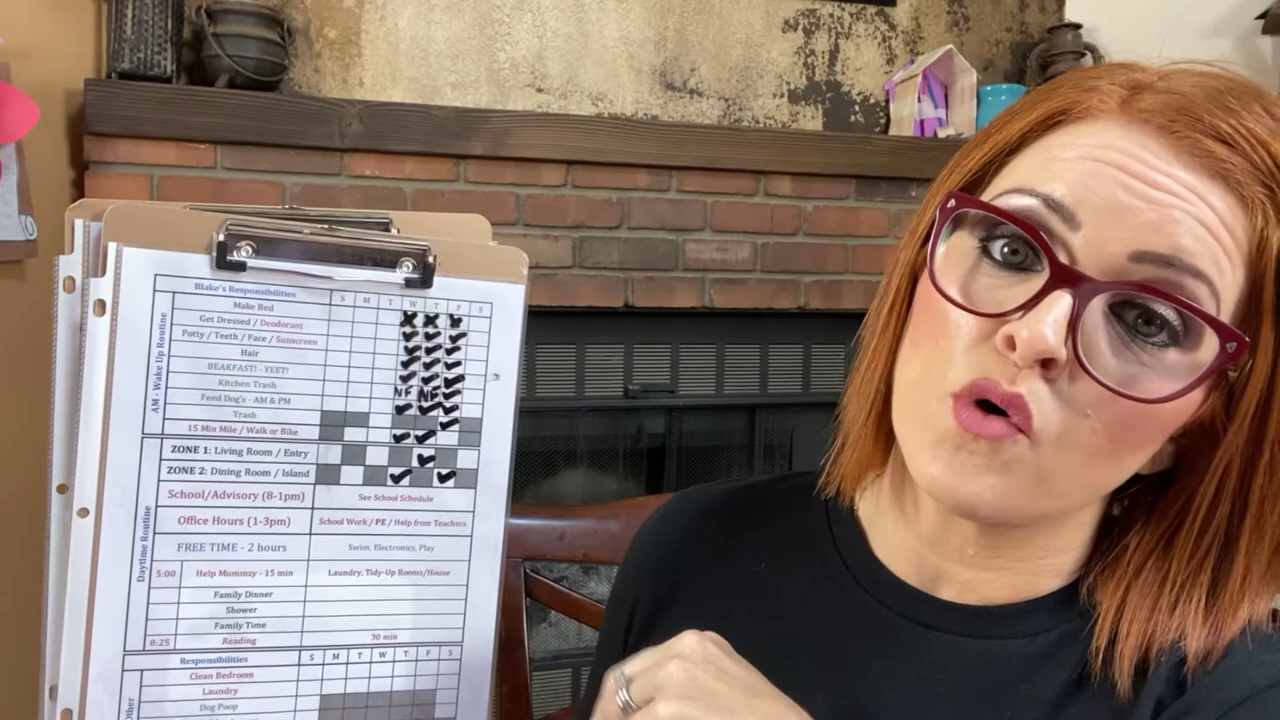 Blake's Responsibilities S M T W T F S
Make Bed
Get Dressed / Deodorant
Potty / Teeth / Face / Sunscreen
Hair
BEAKFAST! - YEET!
Kitchen Trash NF NF
Feed Dog's - AM & PM
Trash
15 Min Mile / Walk or Bike
AM - Wake Up Routine
ZONE 1: Living Room / Entry
ZONE 2: Dining Room / Island
School/Advisory (8-1pm) See School Schedule
Office Hours (1-3pm) School Work / PE / Help from Teachers
FREE TIME - 2 hours Swim, Electronics, Play
5:00 Help Mummzy - 15 min Laundry, Tidy-Up Rooms/House
Family Dinner
Shower
Family Time
8:25 Reading 30 min
Daytime Routine
Responsibilities S M T W T F S
Clean Bedroom
Laundry
Dog Poop